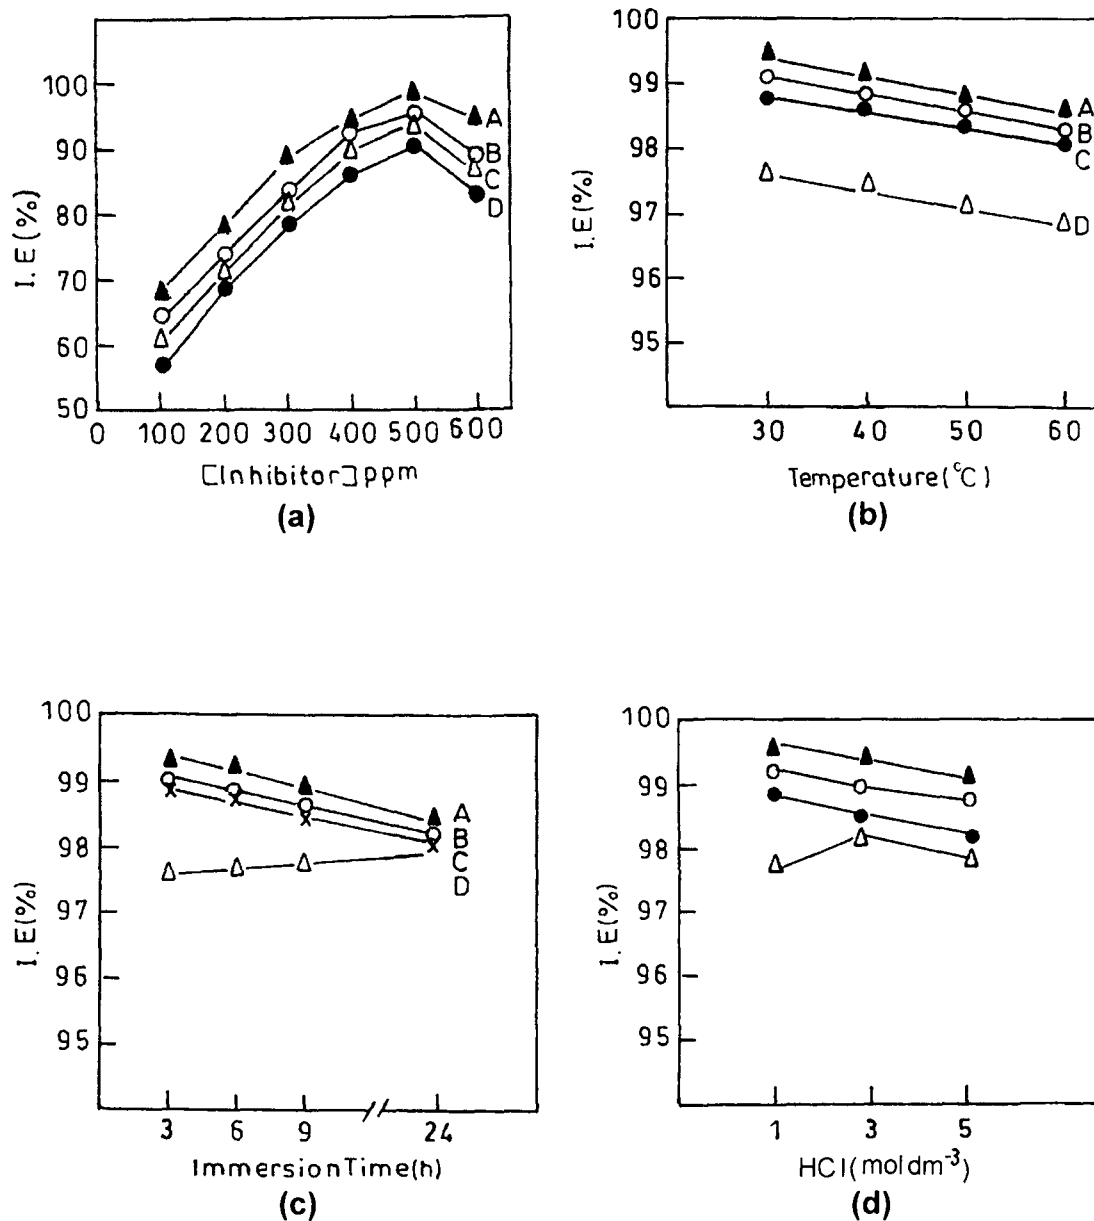 100
90
80
70
60
50
I.E(%)
A
B
C
D
0 100 200 300 400 500 600
[Inhibitor]ppm
(a)
100
99
98
97
96
95
I.E(%)
A
B
C
D
30 40 50 60
Temperature(°C)
(b)
100
99
98
97
96
95
I.E(%)
A
B
C
D
3 6 9 24
Immersion Time(h)
(c)
100
99
98
97
96
95
I.E(%)
1 3 5
HCl(mol dm⁻³)
(d)